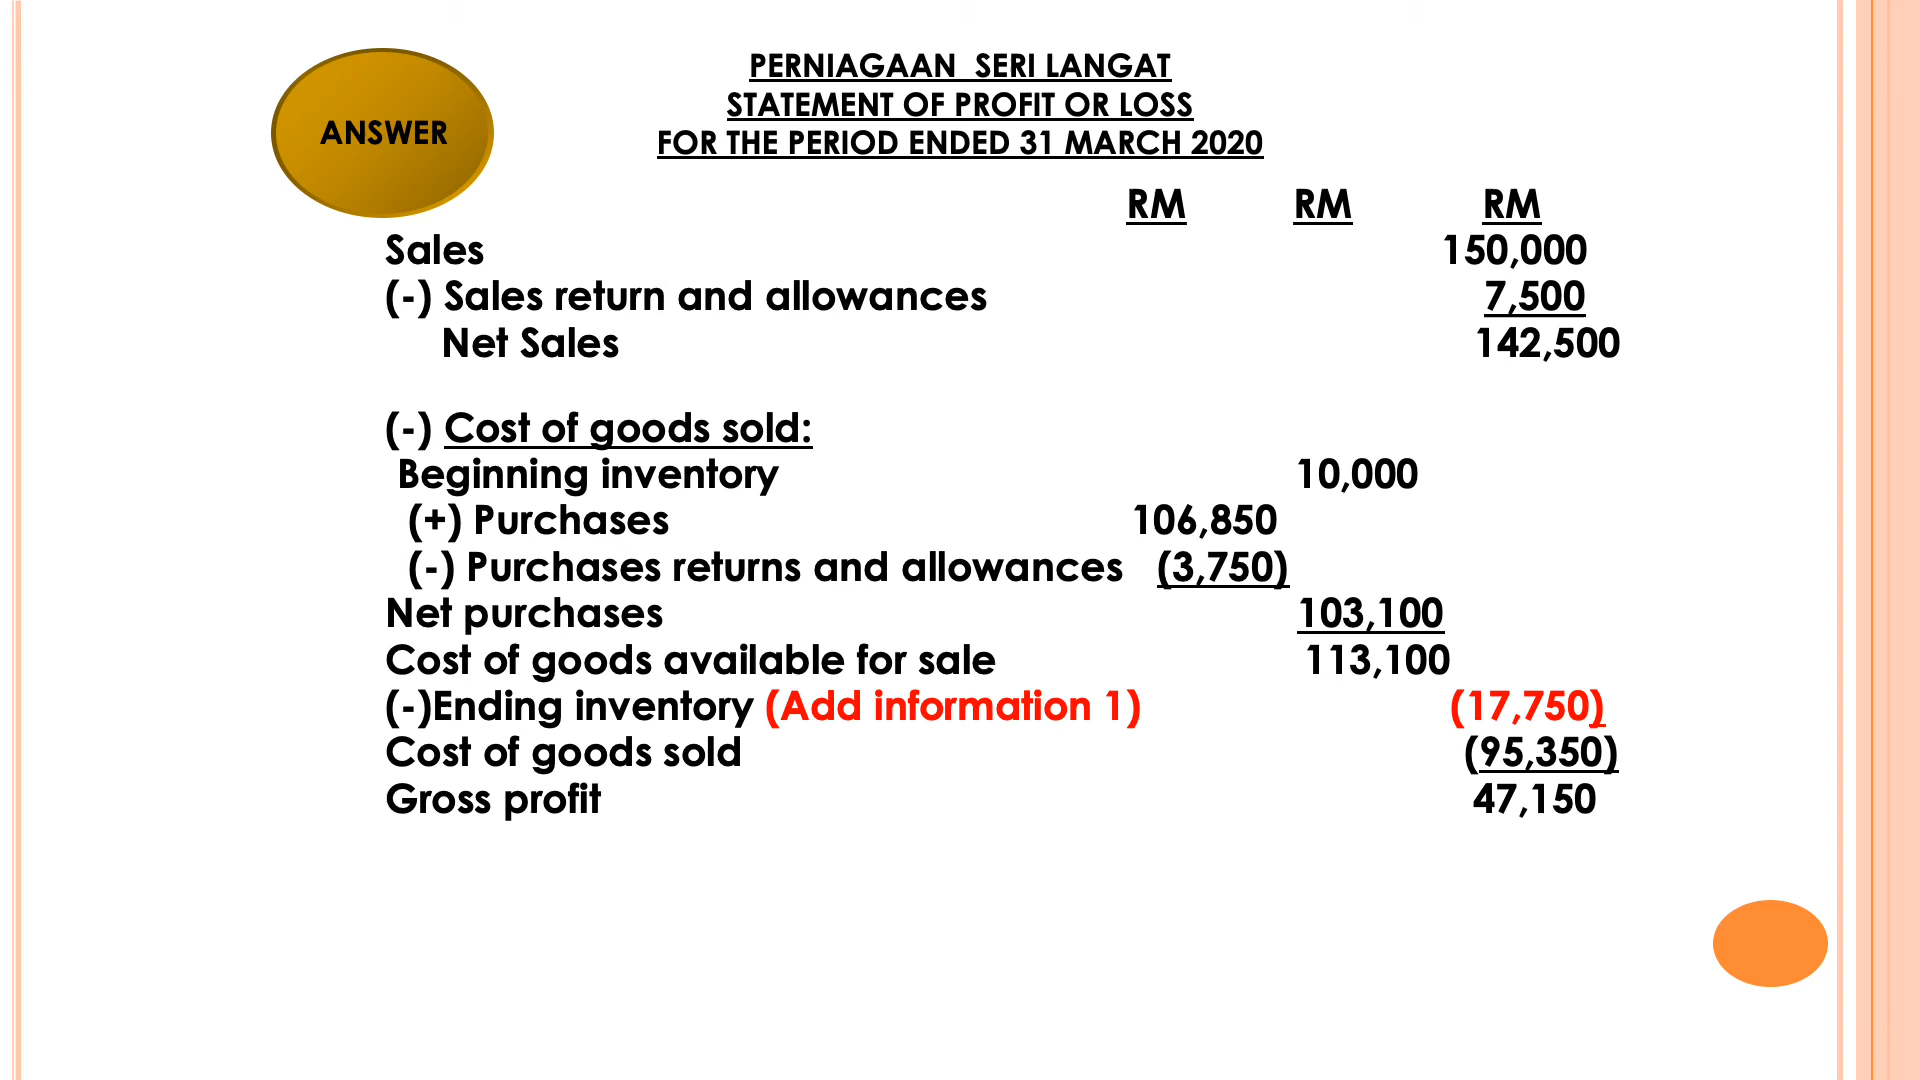 ANSWER
PERNIAGAAN SERI LANGAT
STATEMENT OF PROFIT OR LOSS
FOR THE PERIOD ENDED 31 MARCH 2020
RM RM RM
Sales 150,000
(-) Sales return and allowances 7,500
Net Sales 142,500
(-) Cost of goods sold:
Beginning inventory 10,000
(+) Purchases 106,850
(-) Purchases returns and allowances (3,750)
Net purchases 103,100
Cost of goods available for sale 113,100
(-)Ending inventory (Add information 1) (17,750)
Cost of goods sold (95,350)
Gross profit 47,150